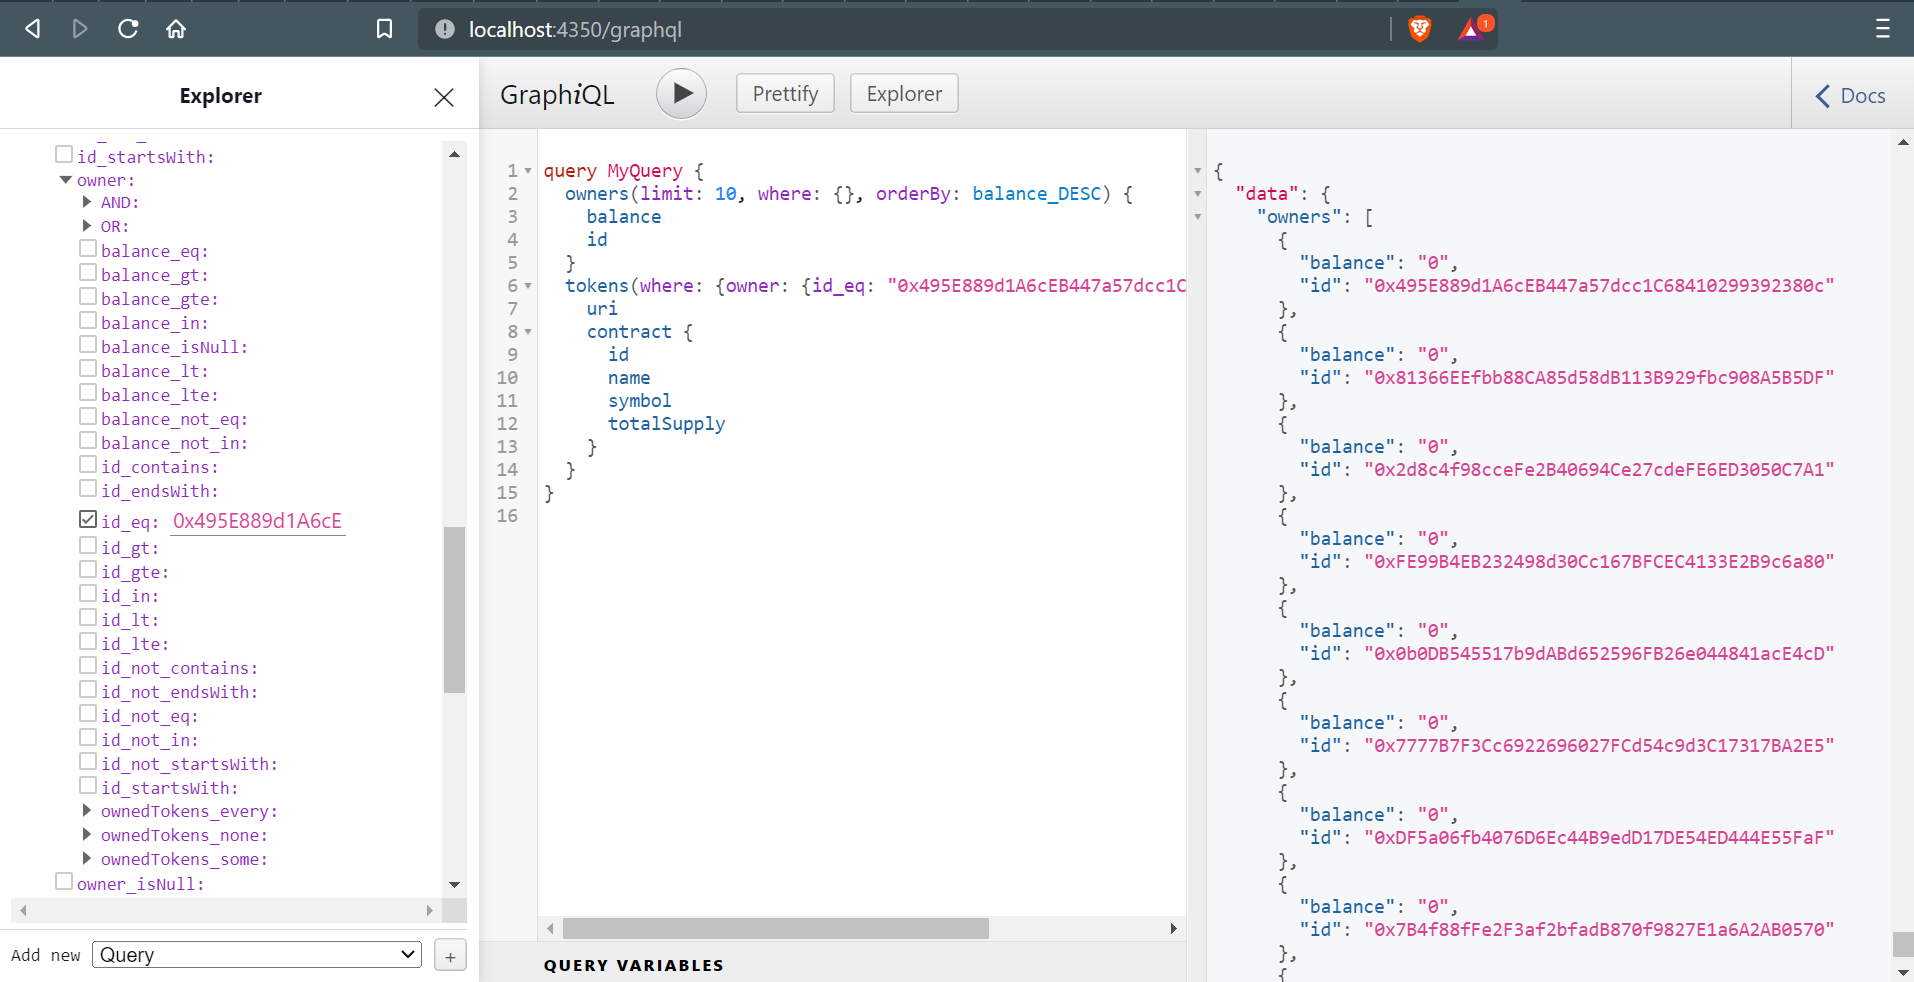 localhost:4350/graphql
1
Explorer
id_startsWith:
owner:
AND:
OR:
balance_eq:
balance_gt:
balance_gte:
balance_in:
balance_isNull:
balance_lt:
balance_lte:
balance_not_eq:
balance_not_in:
id_contains:
id_endsWith:
id_eq: 0x495E889d1A6cE
id_gt:
id_gte:
id_in:
id_lt:
id_lte:
id_not_contains:
id_not_endsWith:
id_not_eq:
id_not_in:
id_not_startsWith:
id_startsWith:
ownedTokens_every:
ownedTokens_none:
ownedTokens_some:
owner_isNull:
Add new Query +
GraphiQL Prettify Explorer Docs
1 query MyQuery {
2 owners(limit: 10, where: {}, orderBy: balance_DESC) {
3 balance
4 id
5 }
6 tokens(where: {owner: {id_eq: "0x495E889d1A6cEB447a57dcc1C
7 uri
8 contract {
9 id
10 name
11 symbol
12 totalSupply
13 }
14 }
15 }
16
QUERY VARIABLES
{
"data": {
"owners": [
{
"balance": "0",
"id": "0x495E889d1A6cEB447a57dcc1C68410299392380c"
},
{
"balance": "0",
"id": "0x81366EEfbb88CA85d58dB113B929fbc908A5B5DF"
},
{
"balance": "0",
"id": "0x2d8c4f98cceFe2B40694Ce27cdeFE6ED3050C7A1"
},
{
"balance": "0",
"id": "0xFE99B4EB232498d30Cc167BFCEC4133E2B9c6a80"
},
{
"balance": "0",
"id": "0x0b0DB545517b9dABd652596FB26e044841acE4cD"
},
{
"balance": "0",
"id": "0x7777B7F3Cc6922696027FCd54c9d3C17317BA2E5"
},
{
"balance": "0",
"id": "0xDF5a06fb4076D6Ec44B9edD17DE54ED444E55FaF"
},
{
"balance": "0",
"id": "0x7B4f88fFe2F3af2bfadB870f9827E1a6A2AB0570"
},
{